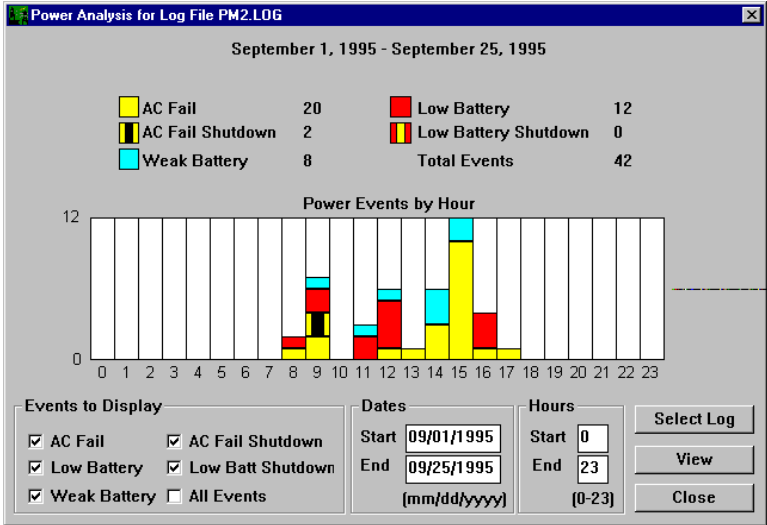 Power Analysis for Log File PM2.LOG
September 1, 1995 - September 25, 1995
AC Fail 20 Low Battery 12
AC Fail Shutdown 2 Low Battery Shutdown 0
Weak Battery 8 Total Events 42
Power Events by Hour
12
0
0 1 2 3 4 5 6 7 8 9 10 11 12 13 14 15 16 17 18 19 20 21 22 23
Events to Display Dates Hours
AC Fail AC Fail Shutdown Start 09/01/1995 Start 0 Select Log
Low Battery Low Batt Shutdown End 09/25/1995 End 23 View
Weak Battery All Events (mm/dd/yyyy) (0-23) Close